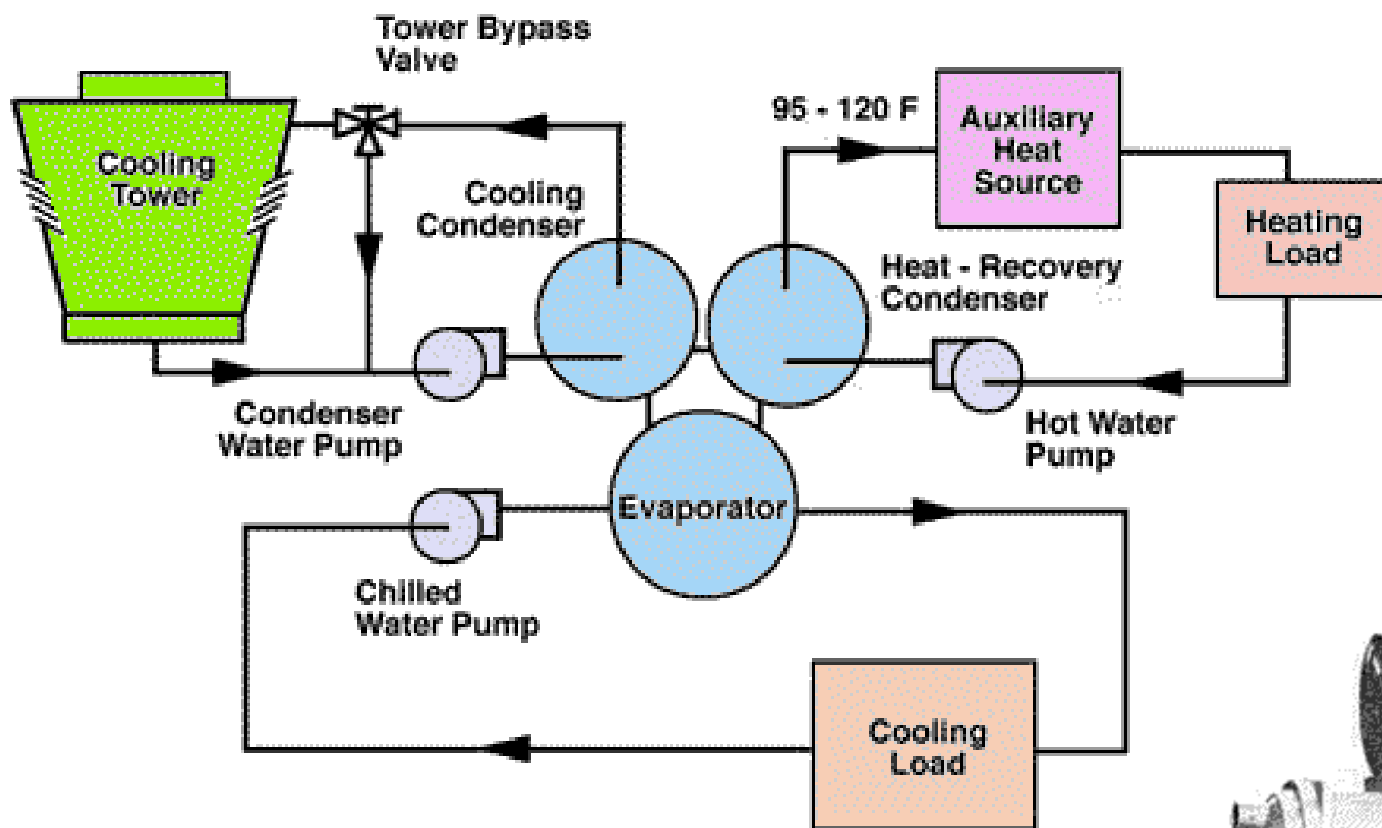 Tower Bypass
Valve
95 - 120 F
Auxiliary
Heat
Source
Cooling
Tower
Cooling
Condenser
Heating
Load
Heat - Recovery
Condenser
Condenser
Water Pump
Hot Water
Pump
Evaporator
Chilled
Water Pump
Cooling
Load